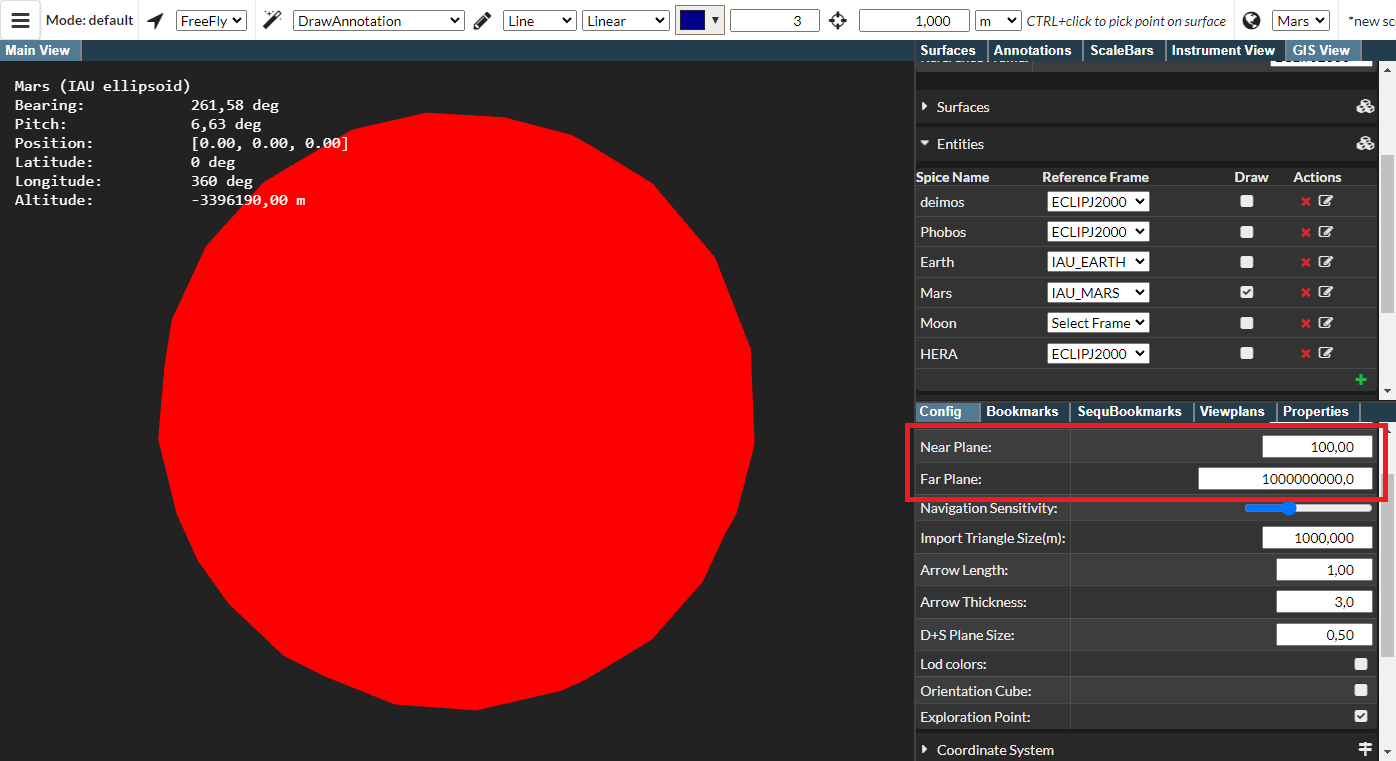 Mode: default FreeFly DrawAnnotation Line Linear 3 1,000 m CTRL+click to pick point on surface Mars *new sc
Main View
Surfaces Annotations ScaleBars Instrument View GIS View
Mars (IAU ellipsoid)
Bearing: 261,58 deg
Pitch: 6,63 deg
Position: [0.00, 0.00, 0.00]
Latitude: 0 deg
Longitude: 360 deg
Altitude: -3396190,00 m
Surfaces
Entities
Spice Name Reference Frame Draw Actions
deimos ECLIPJ2000
Phobos ECLIPJ2000
Earth IAU_EARTH
Mars IAU_MARS
Moon Select Frame
HERA ECLIPJ2000
Config Bookmarks SequBookmarks Viewplans Properties
Near Plane: 100,00
Far Plane: 1000000000,0
Navigation Sensitivity:
Import Triangle Size(m): 1000,000
Arrow Length: 1,00
Arrow Thickness: 3,0
D+S Plane Size: 0,50
Lod colors:
Orientation Cube:
Exploration Point:
Coordinate System